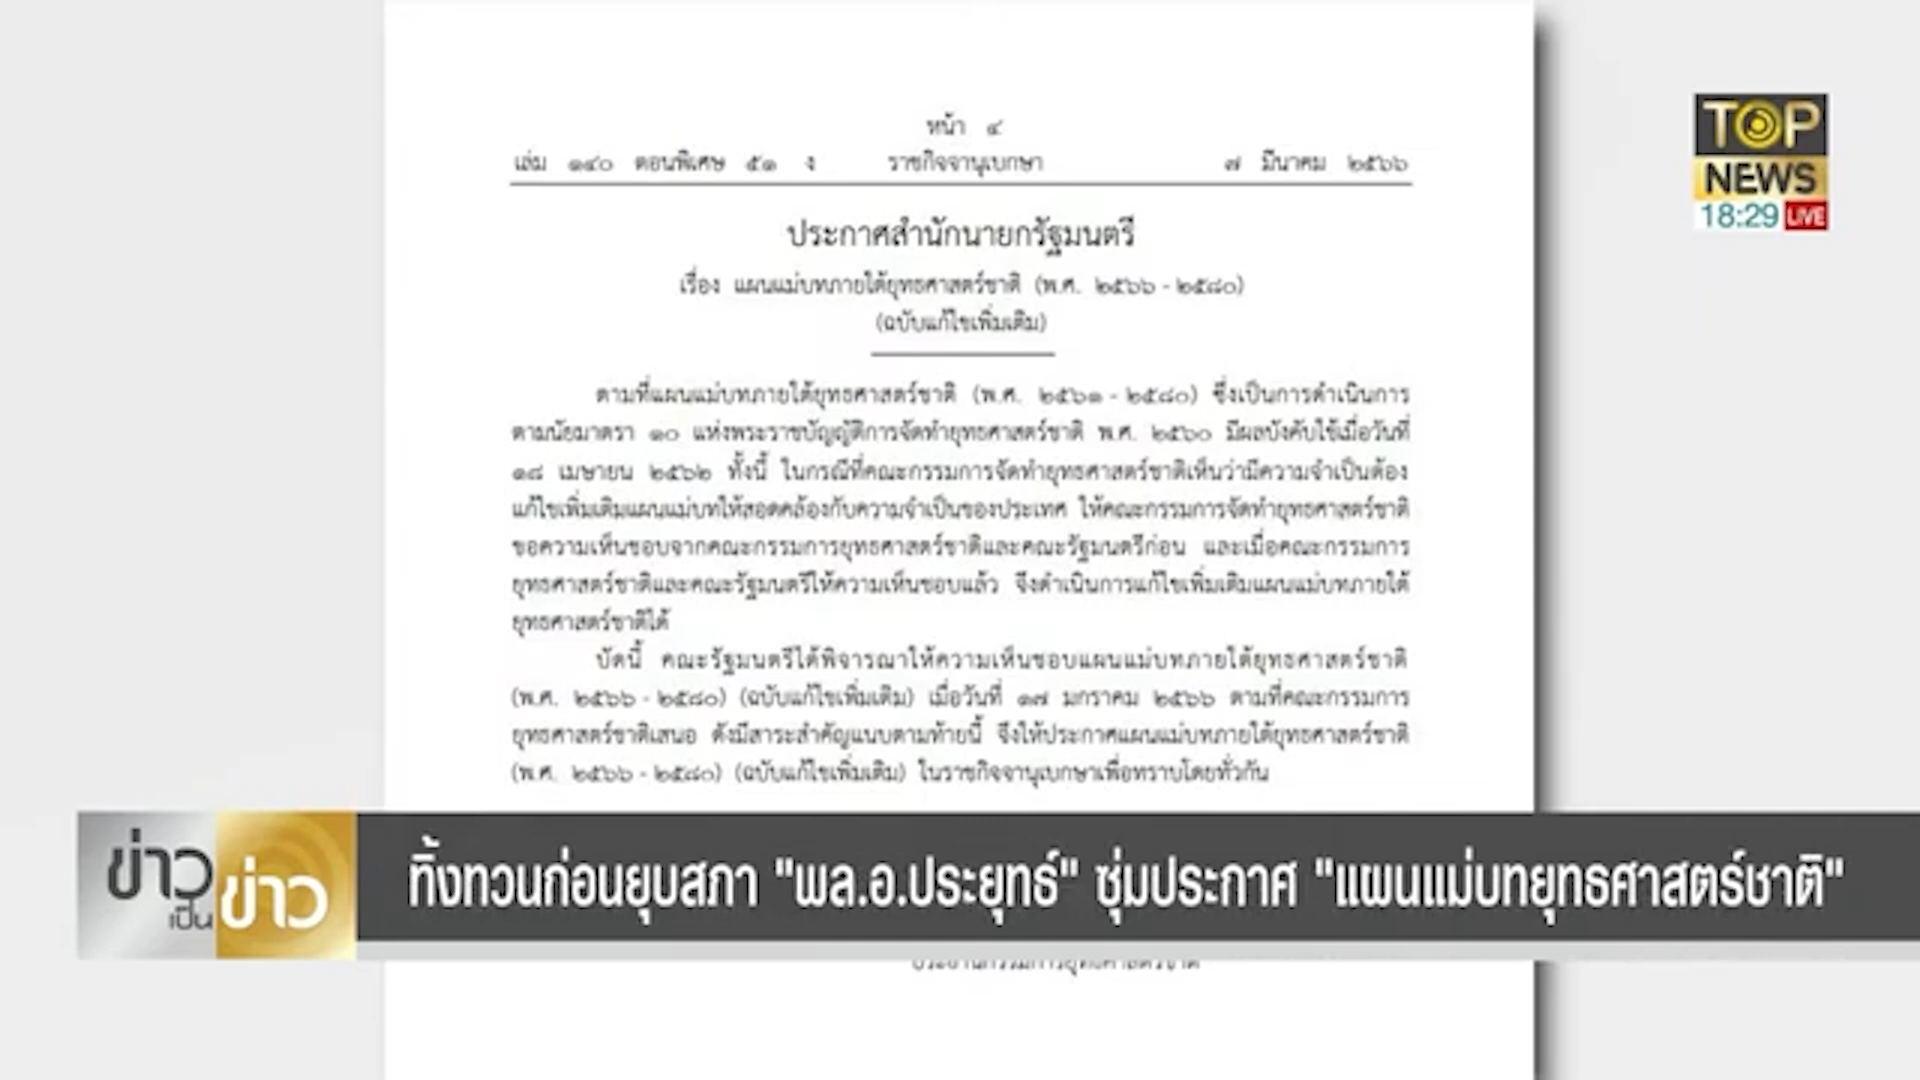 หน้า ๔
เล่ม ๑๔๐ ตอนพิเศษ ๕๑ ง ราชกิจจานุเบกษา ๗ มีนาคม ๒๕๖๖
TOP
NEWS
18:29 LIVE
ประกาศสำนักนายกรัฐมนตรี
เรื่อง แผนแม่บทภายใต้ยุทธศาสตร์ชาติ (พ.ศ. ๒๕๖๖ - ๒๕๘๐)
(ฉบับแก้ไขเพิ่มเติม)
ตามที่แผนแม่บทภายใต้ยุทธศาสตร์ชาติ (พ.ศ. ๒๕๖๑ - ๒๕๘๐) ซึ่งเป็นการดำเนินการ
ตามนัยมาตรา ๑๐ แห่งพระราชบัญญัติการจัดทำยุทธศาสตร์ชาติ พ.ศ. ๒๕๖๐ มีผลบังคับใช้เมื่อวันที่
๑๘ เมษายน ๒๕๖๒ ทั้งนี้ ในกรณีที่คณะกรรมการจัดทำยุทธศาสตร์ชาติเห็นว่ามีความจำเป็นต้อง
แก้ไขเพิ่มเติมแผนแม่บทให้สอดคล้องกับความจำเป็นของประเทศ ให้คณะกรรมการจัดทำยุทธศาสตร์ชาติ
ขอความเห็นชอบจากคณะกรรมการยุทธศาสตร์ชาติและคณะรัฐมนตรีก่อน และเมื่อคณะกรรมการ
ยุทธศาสตร์ชาติและคณะรัฐมนตรีให้ความเห็นชอบแล้ว จึงดำเนินการแก้ไขเพิ่มเติมแผนแม่บทภายใต้
ยุทธศาสตร์ชาติได้
บัดนี้ คณะรัฐมนตรีได้พิจารณาให้ความเห็นชอบแผนแม่บทภายใต้ยุทธศาสตร์ชาติ
(พ.ศ. ๒๕๖๖ - ๒๕๘๐) (ฉบับแก้ไขเพิ่มเติม) เมื่อวันที่ ๑๗ มกราคม ๒๕๖๖ ตามที่คณะกรรมการ
ยุทธศาสตร์ชาติเสนอ ดังมีสาระสำคัญแนบตามท้ายนี้ จึงให้ประกาศแผนแม่บทภายใต้ยุทธศาสตร์ชาติ
(พ.ศ. ๒๕๖๖ - ๒๕๘๐) (ฉบับแก้ไขเพิ่มเติม) ในราชกิจจานุเบกษาเพื่อทราบโดยทั่วกัน
ข่าว
เป็น
ข่าว
ทิ้งทวนก่อนยุบสภา "พล.อ.ประยุทธ์" ซุ่มประกาศ "แผนแม่บทยุทธศาสตร์ชาติ"